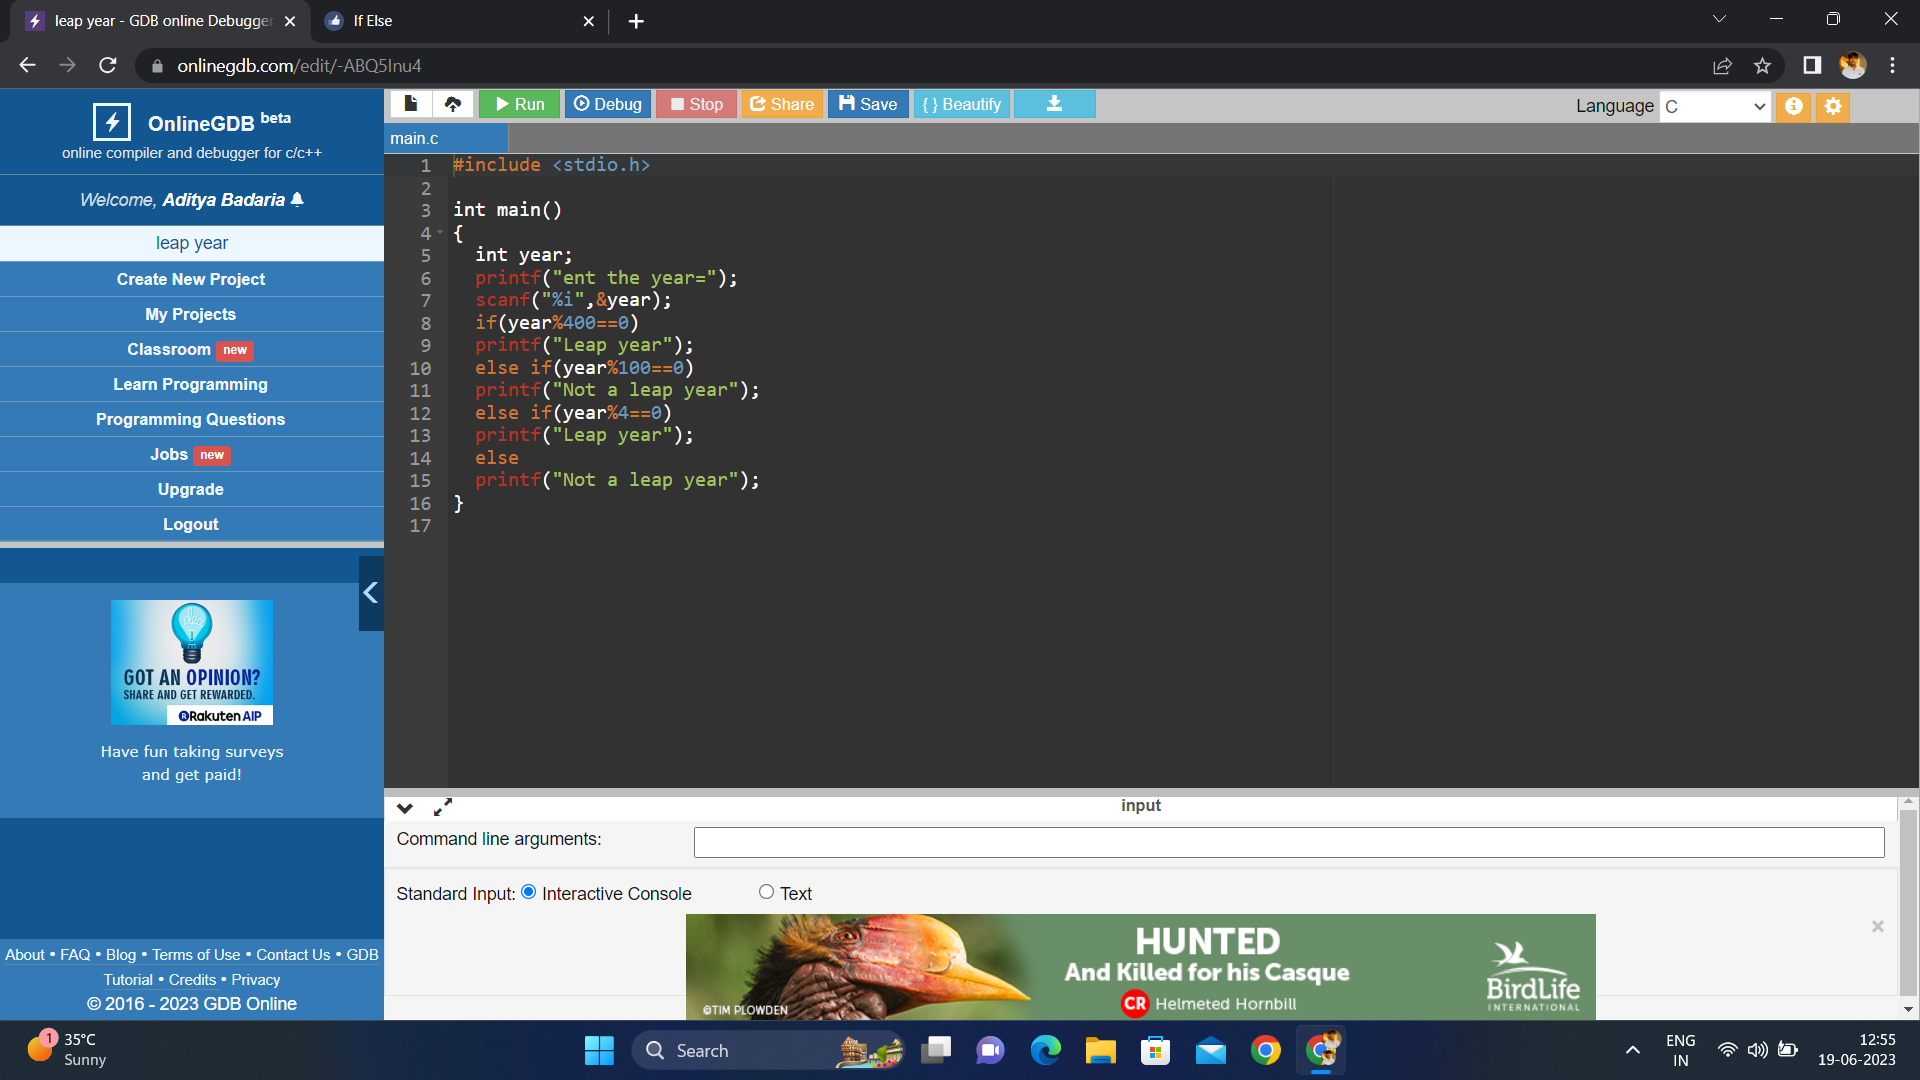 leap year - GDB online Debugger
If Else
onlinegdb.com/edit/-ABQ5Inu4
OnlineGDB beta
online compiler and debugger for c/c++
Welcome, Aditya Badaria
leap year
Create New Project
My Projects
Classroom new
Learn Programming
Programming Questions
Jobs new
Upgrade
Logout
idea
GOT AN OPINION?
SHARE AND GET REWARDED.
Rakuten AIP
Have fun taking surveys
and get paid!
About • FAQ • Blog • Terms of Use • Contact Us • GDB
Tutorial • Credits • Privacy
© 2016 - 2023 GDB Online
Run Debug Stop Share Save { } Beautify
Language C
main.c
1 #include <stdio.h>
2
3 int main()
4 {
5 int year;
6 printf("ent the year=");
7 scanf("%i",&year);
8 if(year%400==0)
9 printf("Leap year");
10 else if(year%100==0)
11 printf("Not a leap year");
12 else if(year%4==0)
13 printf("Leap year");
14 else
15 printf("Not a leap year");
16 }
17
input
Command line arguments:
Standard Input: Interactive Console Text
HUNTED
And Killed for his Casque
CR Helmeted Hornbill
©TIM PLOWDEN
BirdLife
INTERNATIONAL
1
35°C
Sunny
Search
ENG
IN
12:55
19-06-2023